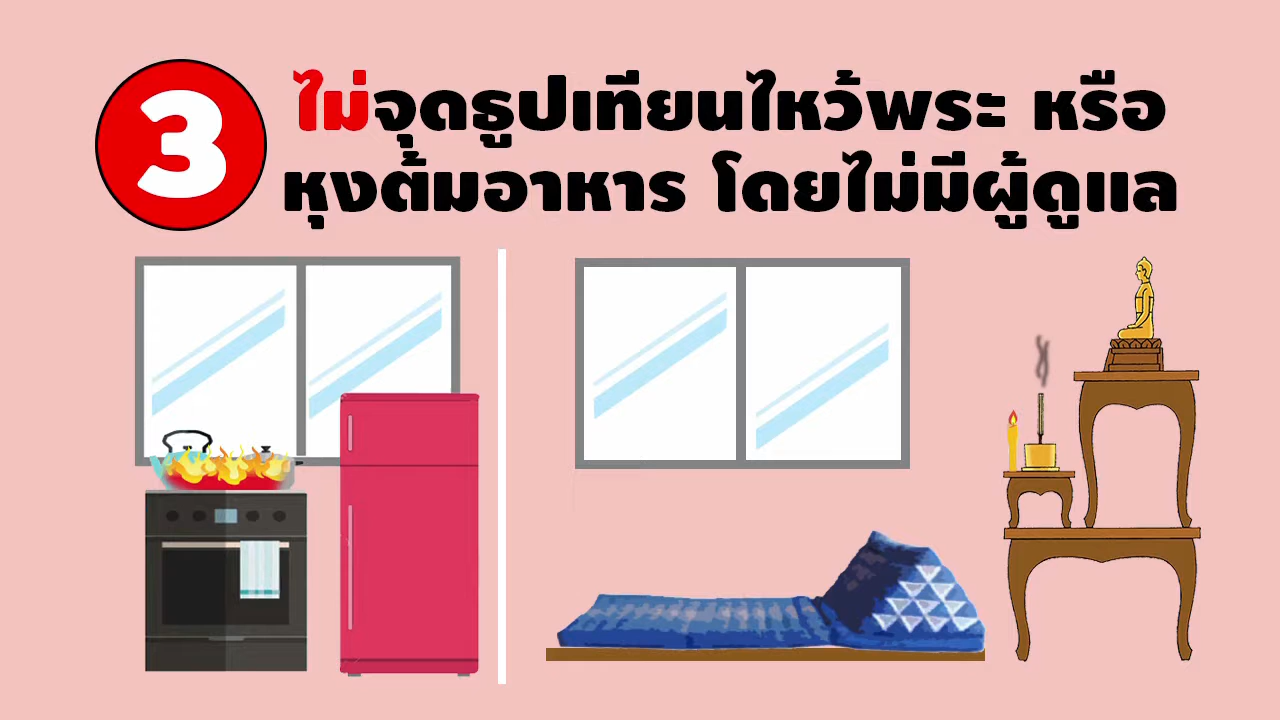 3
ไม่จุดธูปเทียนไหว้พระ หรือ
หุงต้มอาหาร โดยไม่มีผู้ดูแล